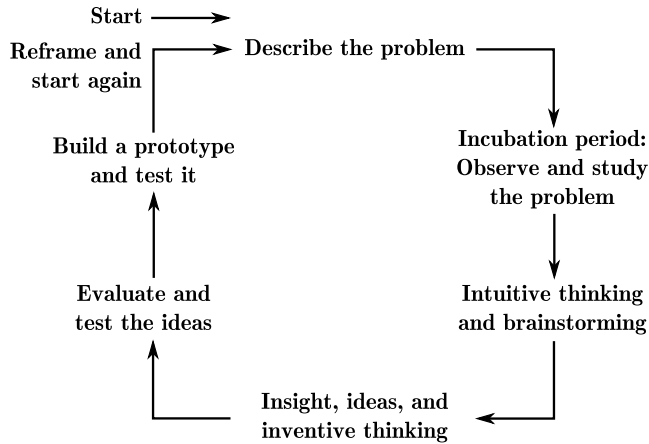 Start
Reframe and
start again
Describe the problem
Incubation period:
Observe and study
the problem
Intuitive thinking
and brainstorming
Insight, ideas, and
inventive thinking
Evaluate and
test the ideas
Build a prototype
and test it